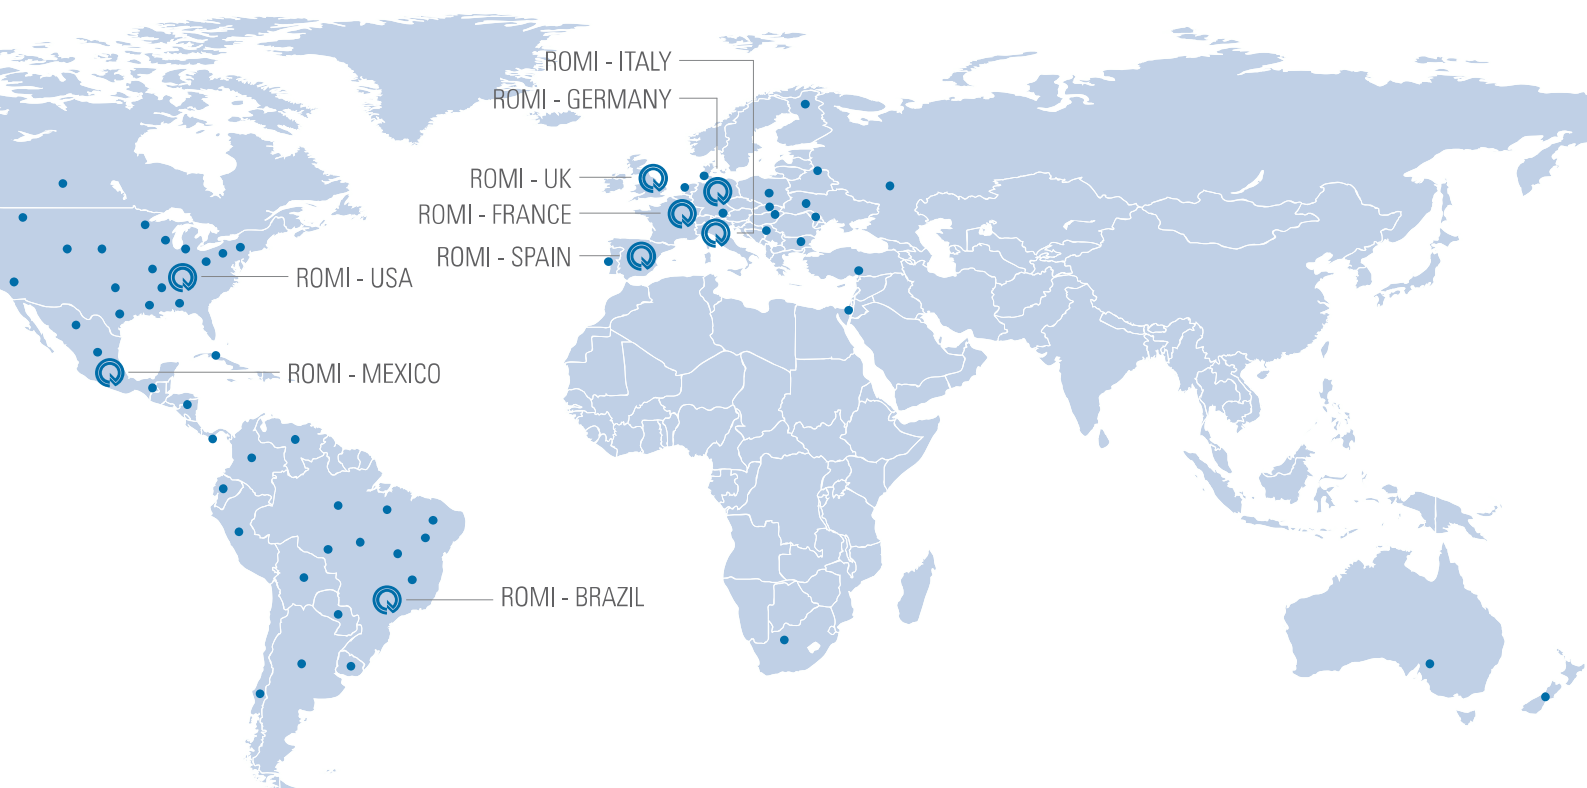 ROMI - ITALY
ROMI - GERMANY
ROMI - UK
ROMI - FRANCE
ROMI - SPAIN
ROMI - USA
ROMI - MEXICO
ROMI - BRAZIL